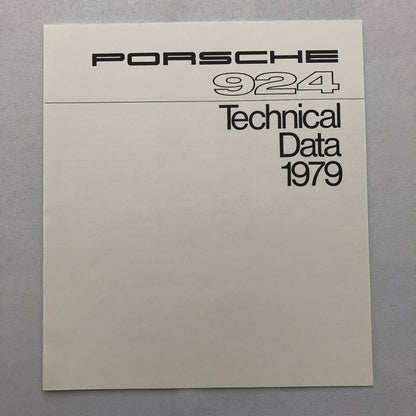 PORSCHE
924
Technical
Data
1979